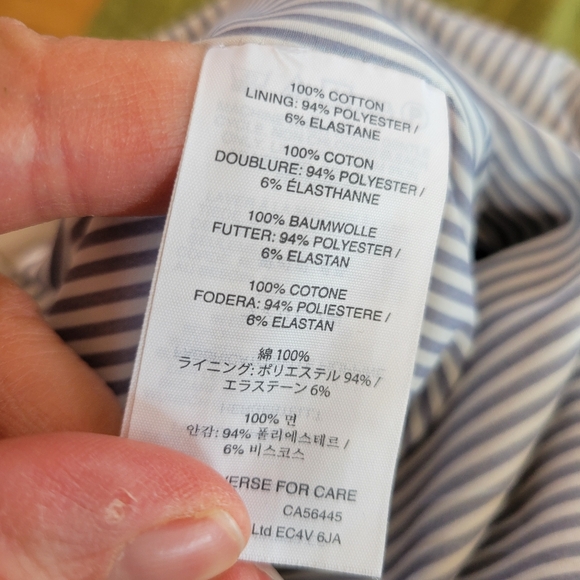 100% COTTON
LINING: 94% POLYESTER /
6% ELASTANE
100% COTON
DOUBLURE: 94% POLYESTER /
6% ÉLASTHANNE
100% BAUMWOLLE
FUTTER: 94% POLYESTER /
6% ELASTAN
100% COTONE
FODERA: 94% POLIESTERE /
6% ELASTAN
綿 100%
ライニング: ポリエステル 94% /
エラステーン 6%
100% 면
안감: 94% 폴리에스테르 /
6% 비스코스
FOR CARE
CA56445
Ltd EC4V 6JA